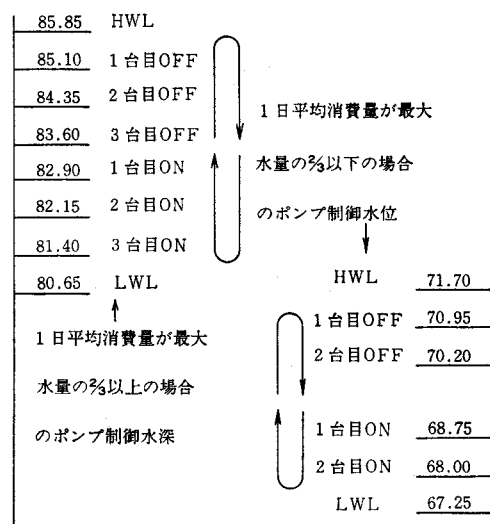 85.85 HWL
85.10 1台目OFF
84.35 2台目OFF
83.60 3台目OFF
82.90 1台目ON
82.15 2台目ON
81.40 3台目ON
80.65 LWL
1日平均消費量が最大
水量の⅔以上の場合
のポンプ制御水深
1日平均消費量が最大
水量の⅔以下の場合
のポンプ制御水位
HWL 71.70
1台目OFF 70.95
2台目OFF 70.20
1台目ON 68.75
2台目ON 68.00
LWL 67.25